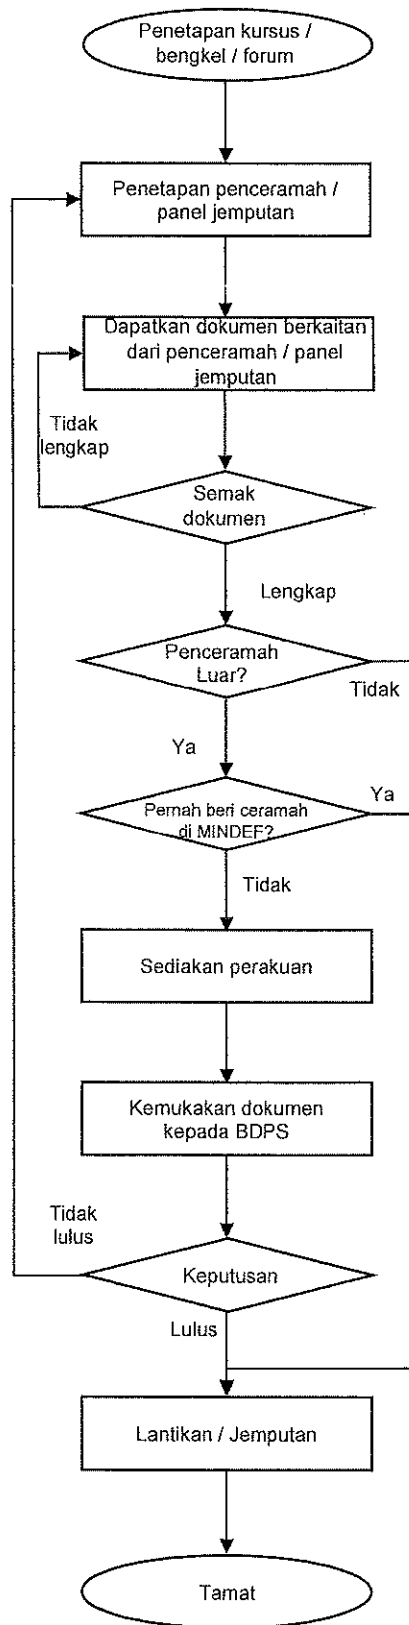 Penetapan kursus /
bengkel / forum
Penetapan penceramah /
panel jemputan
Dapatkan dokumen berkaitan
dari penceramah / panel
jemputan
Tidak
lengkap
Semak
dokumen
Lengkap
Penceramah
Luar?
Tidak
Ya
Pernah beri ceramah
di MINDEF?
Ya
Tidak
Sediakan perakuan
Kemukakan dokumen
kepada BDPS
Tidak
lulus
Keputusan
Lulus
Lantikan / Jemputan
Tamat